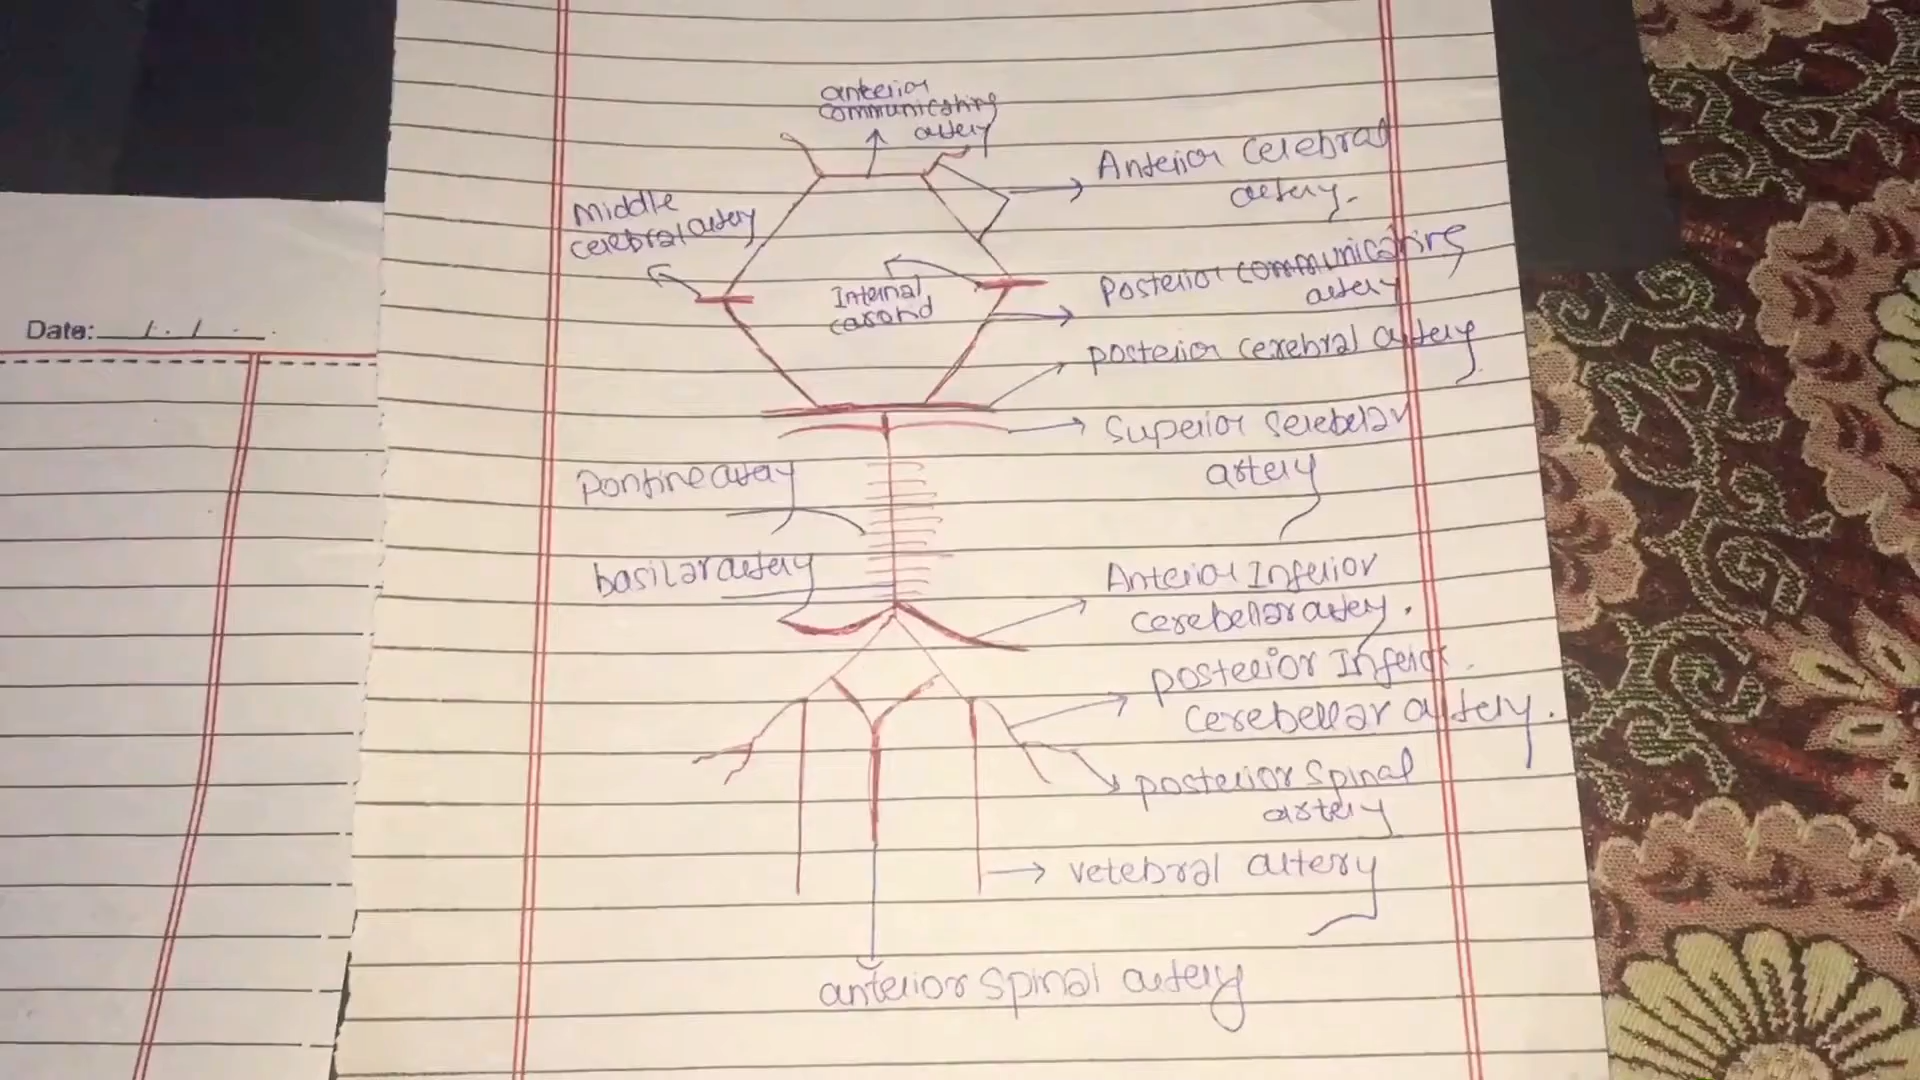 anterior
communicating
artery
Anterior cerebral
artery.
Middle
cerebral artery
Posterior communicating
artery
Internal
carotid
posterior cerebral artery
Superior Serebelar
artery
Pontine artery
basilar artery
Anterior Inferior
cerebellar artery.
posterior Inferior
cerebellar artery.
posterior spinal
artery
vetebral artery
anterior spinal artery
Date: